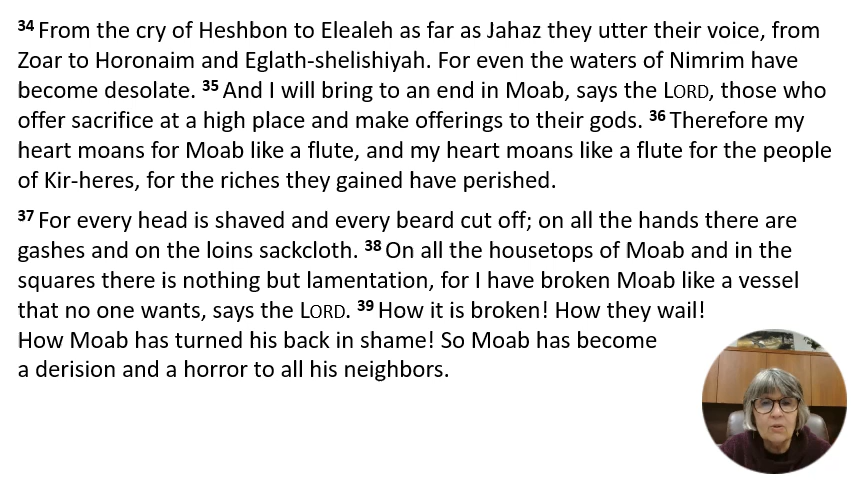 34 From the cry of Heshbon to Elealeh as far as Jahaz they utter their voice, from
Zoar to Horonaim and Eglath-shelishiyah. For even the waters of Nimrim have
become desolate. 35 And I will bring to an end in Moab, says the LORD, those who
offer sacrifice at a high place and make offerings to their gods. 36 Therefore my
heart moans for Moab like a flute, and my heart moans like a flute for the people
of Kir-heres, for the riches they gained have perished.
37 For every head is shaved and every beard cut off; on all the hands there are
gashes and on the loins sackcloth. 38 On all the housetops of Moab and in the
squares there is nothing but lamentation, for I have broken Moab like a vessel
that no one wants, says the LORD. 39 How it is broken! How they wail!
How Moab has turned his back in shame! So Moab has become
a derision and a horror to all his neighbors.